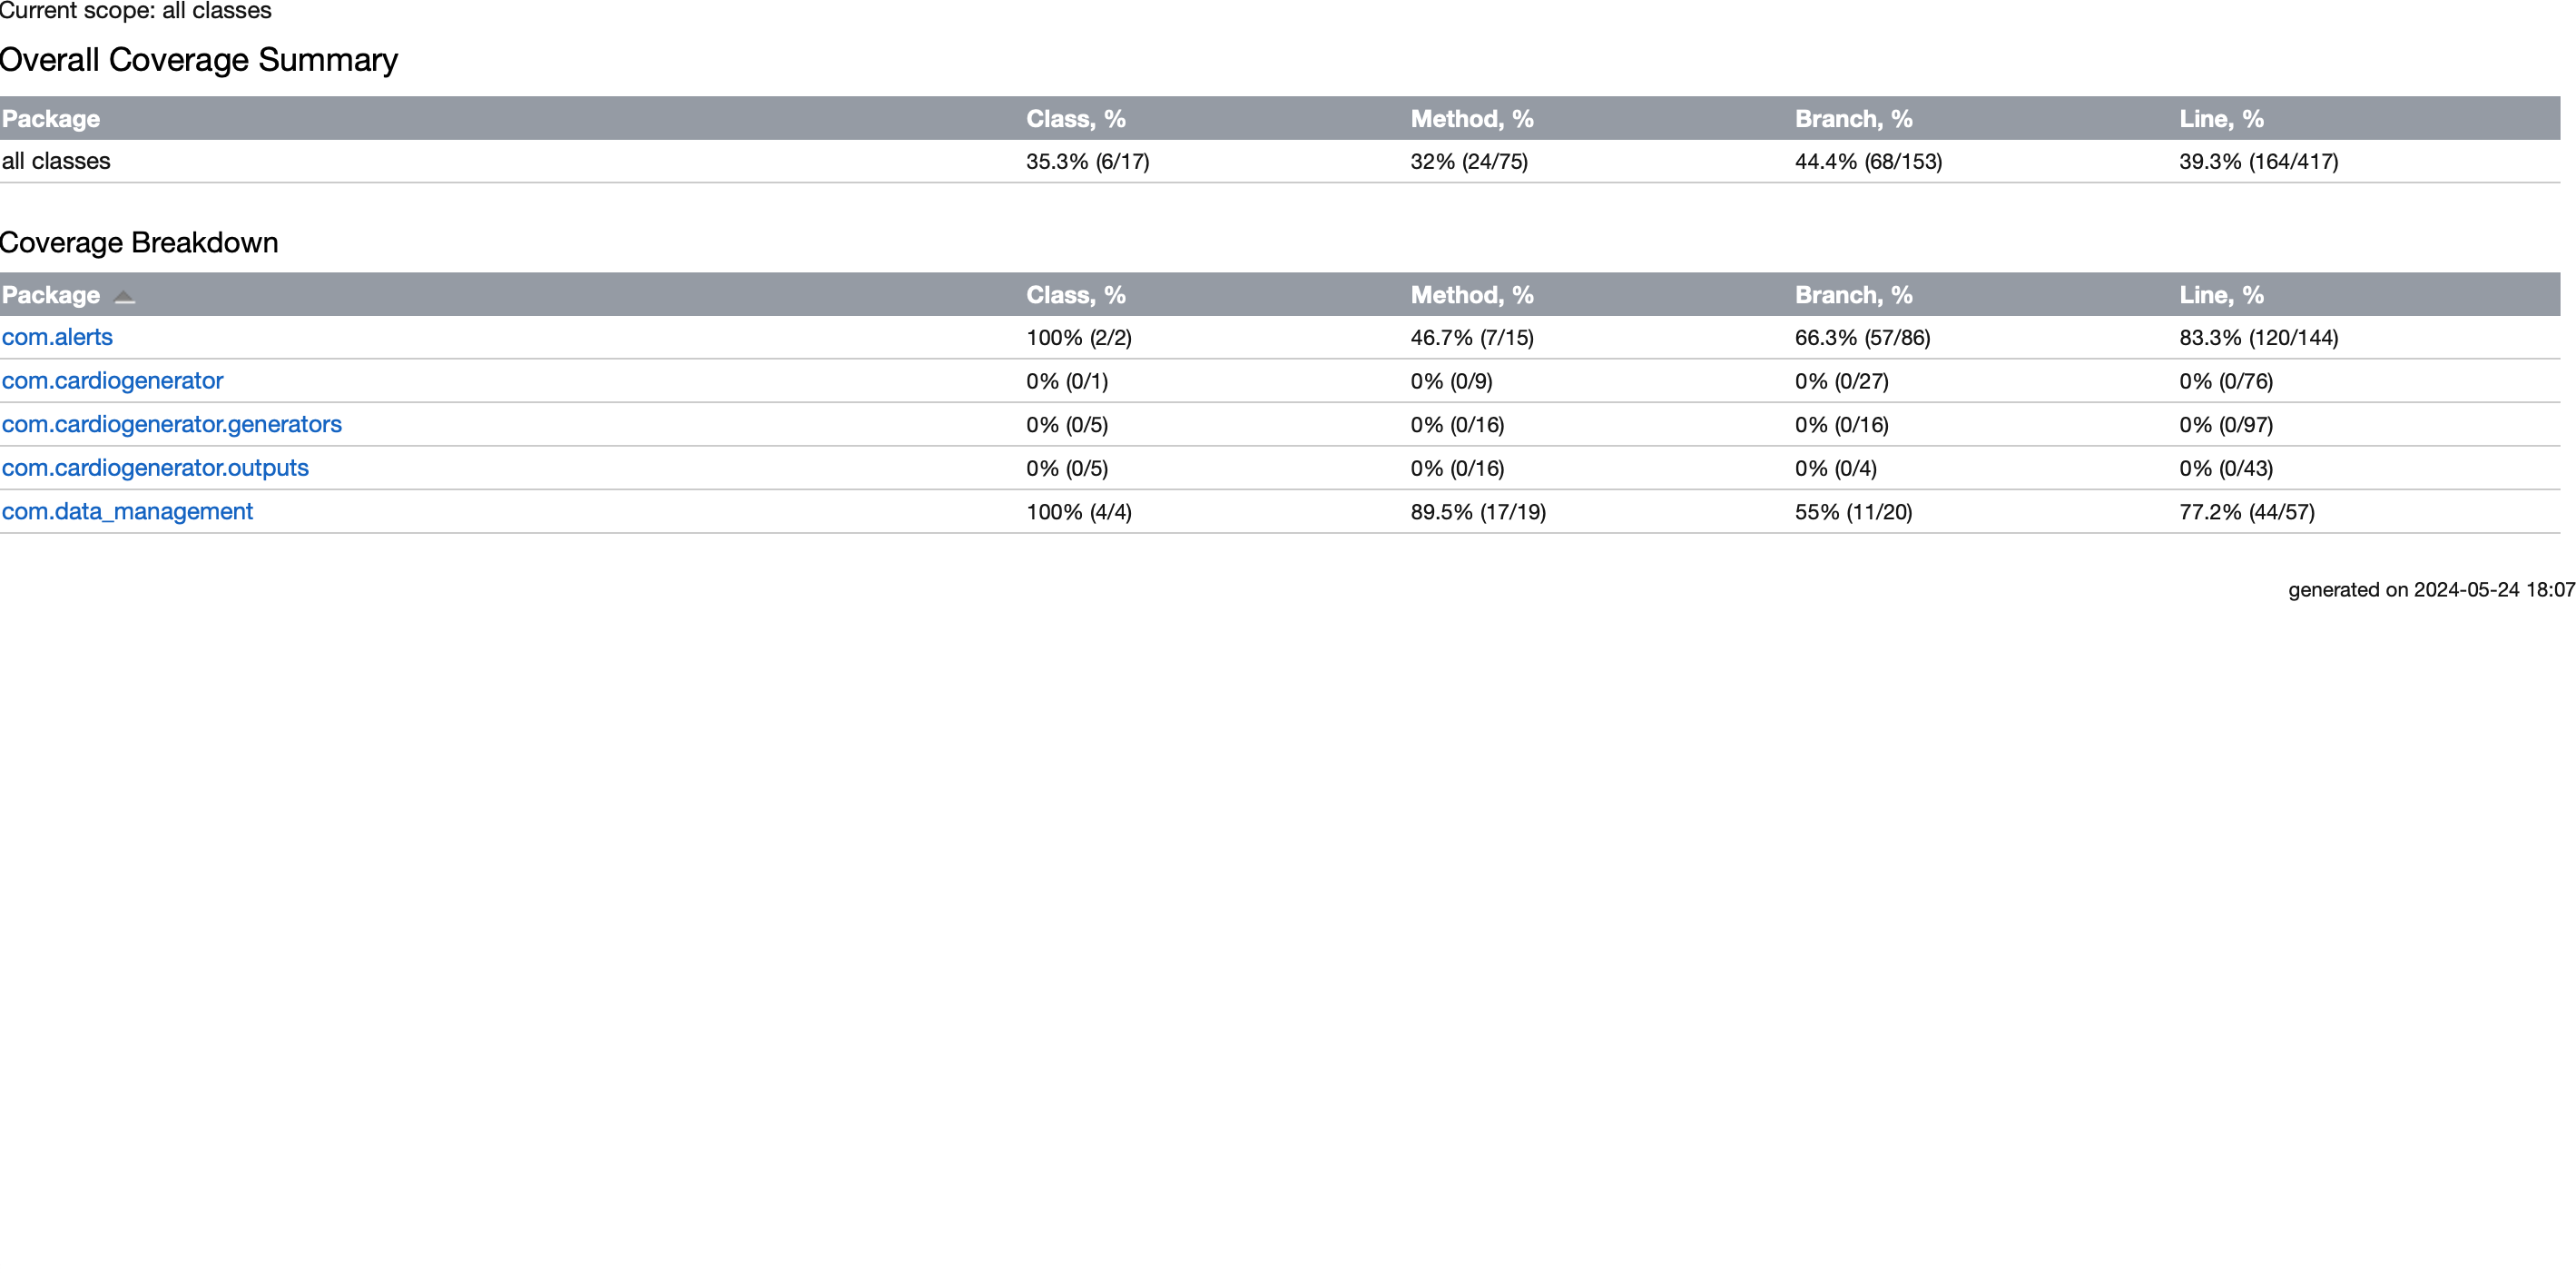 Current scope: all classes
Overall Coverage Summary
Package Class, % Method, % Branch, % Line, %
all classes 35.3% (6/17) 32% (24/75) 44.4% (68/153) 39.3% (164/417)
Coverage Breakdown
Package Class, % Method, % Branch, % Line, %
com.alerts 100% (2/2) 46.7% (7/15) 66.3% (57/86) 83.3% (120/144)
com.cardiogenerator 0% (0/1) 0% (0/9) 0% (0/27) 0% (0/76)
com.cardiogenerator.generators 0% (0/5) 0% (0/16) 0% (0/16) 0% (0/97)
com.cardiogenerator.outputs 0% (0/5) 0% (0/16) 0% (0/4) 0% (0/43)
com.data_management 100% (4/4) 89.5% (17/19) 55% (11/20) 77.2% (44/57)
generated on 2024-05-24 18:07